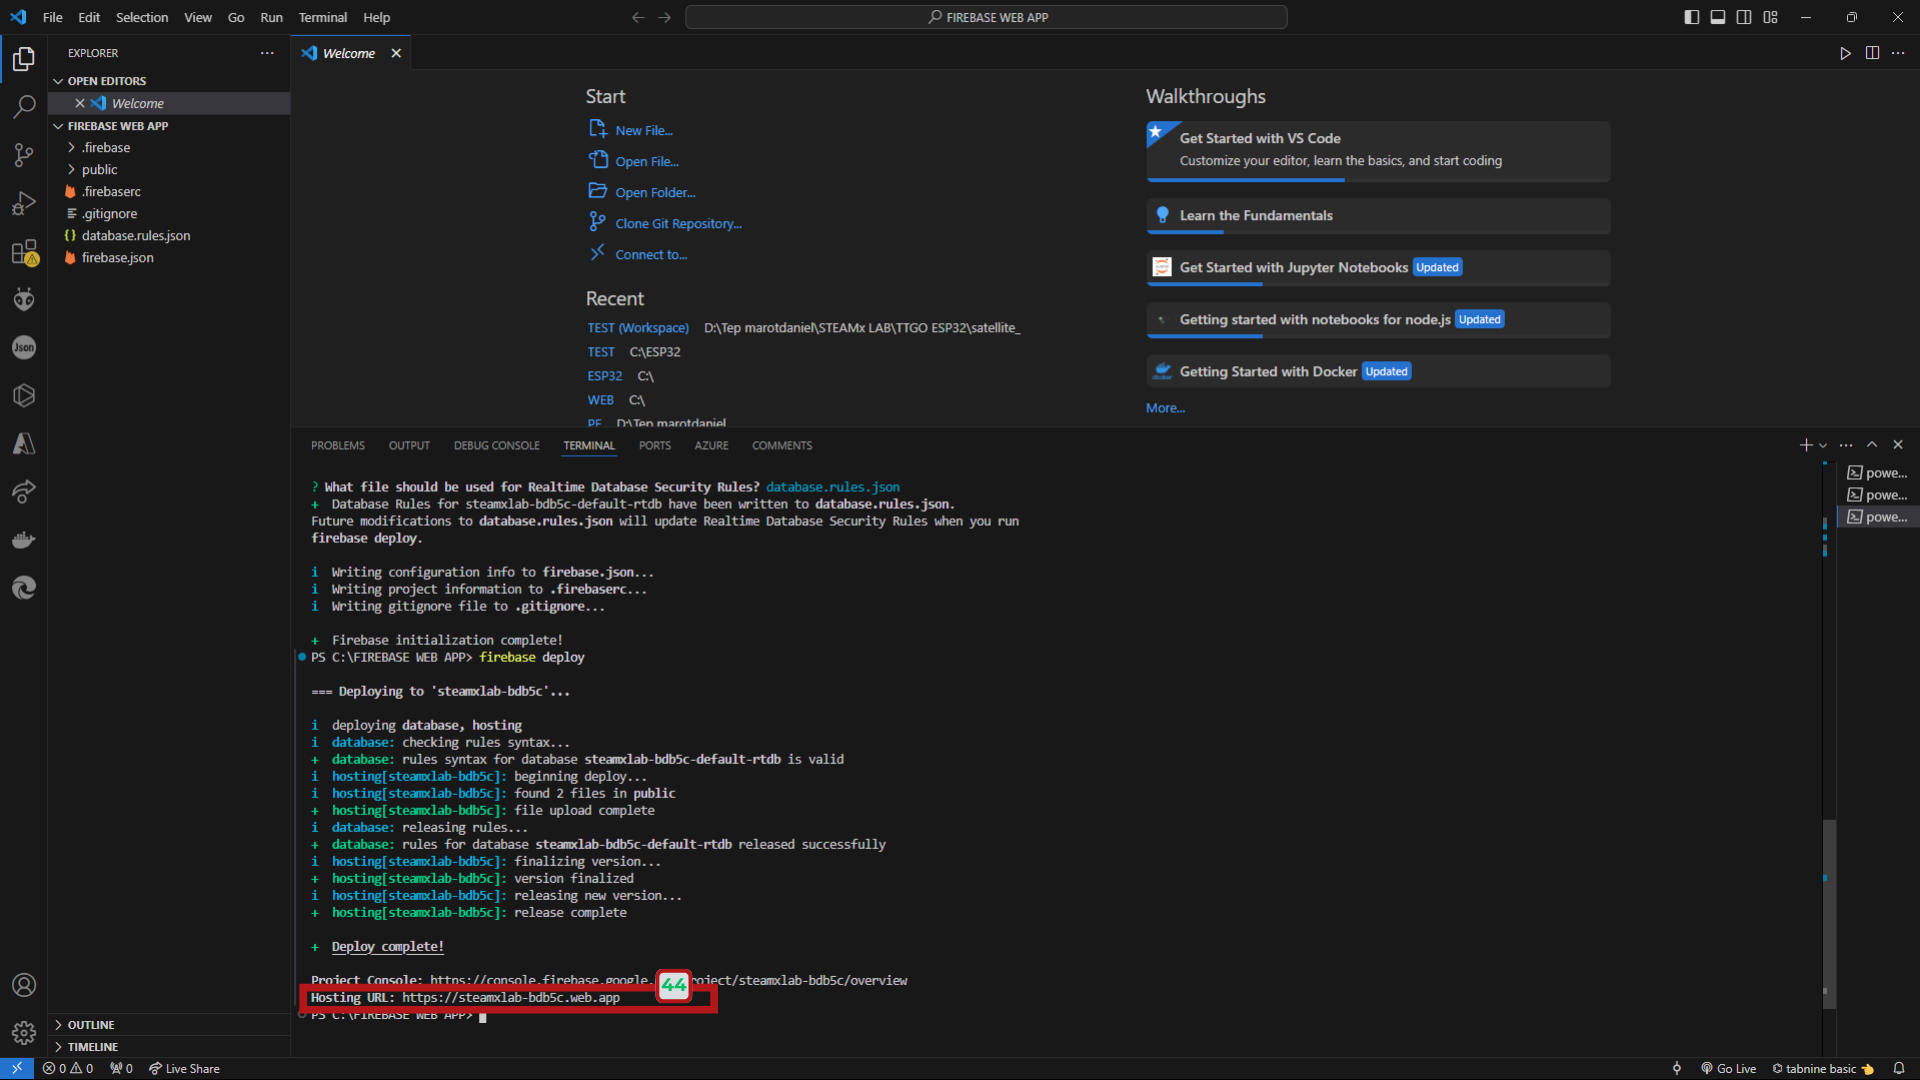 File Edit Selection View Go Run Terminal Help
FIREBASE WEB APP
EXPLORER
OPEN EDITORS
Welcome
FIREBASE WEB APP
.firebase
public
.firebaserc
.gitignore
database.rules.json
firebase.json
OUTLINE
TIMELINE
Json
Welcome
Start
New File...
Open File...
Open Folder...
Clone Git Repository...
Connect to...
Recent
TEST (Workspace) D:\Tep marotdaniel\STEAMx LAB\TTGO ESP32\satellite_
TEST C:\ESP32
ESP32 C:\
WEB C:\
PE D:\Tep marotdaniel
Walkthroughs
Get Started with VS Code
Customize your editor, learn the basics, and start coding
Learn the Fundamentals
Get Started with Jupyter Notebooks Updated
Getting started with notebooks for node.js Updated
Getting Started with Docker Updated
More...
PROBLEMS OUTPUT DEBUG CONSOLE TERMINAL PORTS AZURE COMMENTS
powe...
powe...
powe...
? What file should be used for Realtime Database Security Rules? database.rules.json
+ Database Rules for steamxlab-bdb5c-default-rtdb have been written to database.rules.json.
Future modifications to database.rules.json will update Realtime Database Security Rules when you run
firebase deploy.
i Writing configuration info to firebase.json...
i Writing project information to .firebaserc...
i Writing gitignore file to .gitignore...
+ Firebase initialization complete!
PS C:\FIREBASE WEB APP> firebase deploy
=== Deploying to 'steamxlab-bdb5c'...
i deploying database, hosting
i database: checking rules syntax...
+ database: rules syntax for database steamxlab-bdb5c-default-rtdb is valid
i hosting[steamxlab-bdb5c]: beginning deploy...
i hosting[steamxlab-bdb5c]: found 2 files in public
+ hosting[steamxlab-bdb5c]: file upload complete
i database: releasing rules...
+ database: rules for database steamxlab-bdb5c-default-rtdb released successfully
i hosting[steamxlab-bdb5c]: finalizing version...
+ hosting[steamxlab-bdb5c]: version finalized
i hosting[steamxlab-bdb5c]: releasing new version...
+ hosting[steamxlab-bdb5c]: release complete
+ Deploy complete!
Project Console: https://console.firebase.google. roject/steamxlab-bdb5c/overview
44
Hosting URL: https://steamxlab-bdb5c.web.app
PS C:\FIREBASE WEB APP>
0 0 0 Live Share
Go Live tabnine basic